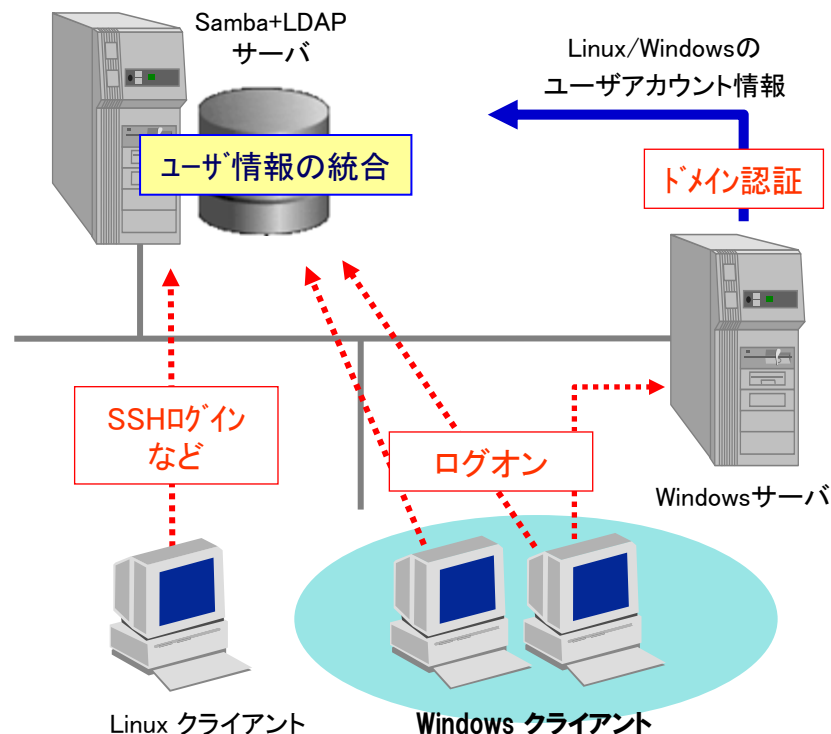 Samba+LDAP
サーバ
Linux/Windowsの
ユーザアカウント情報
ﾕｰｻﾞ情報の統合
ﾄﾞﾒｲﾝ認証
SSHﾛｸﾞｲﾝ
など
ログオン
Windowsサーバ
Linux クライアント
Windows クライアント